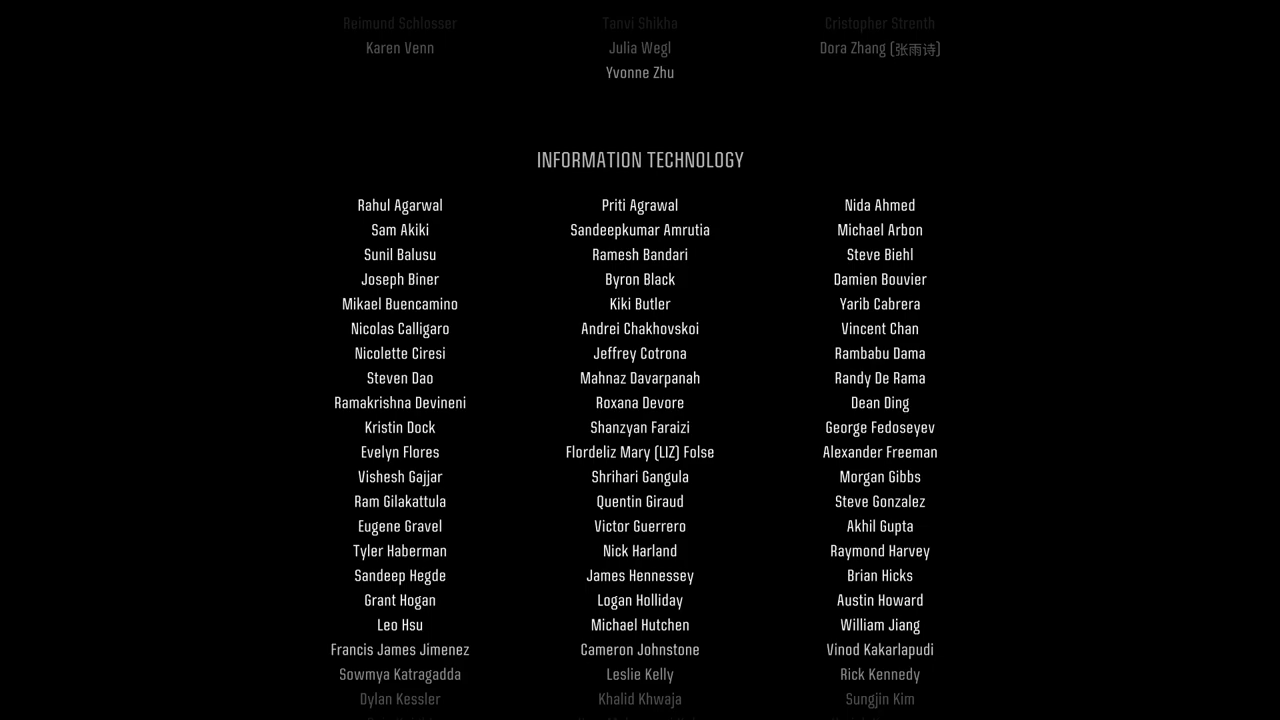 Reimund Schlosser Tanvi Shikha Cristopher Strenth
Karen Venn Julia Wegl Dora Zhang (张雨诗)
Yvonne Zhu
INFORMATION TECHNOLOGY
Rahul Agarwal Priti Agrawal Nida Ahmed
Sam Akiki Sandeepkumar Amrutia Michael Arbon
Sunil Balusu Ramesh Bandari Steve Biehl
Joseph Biner Byron Black Damien Bouvier
Mikael Buencamino Kiki Butler Yarib Cabrera
Nicolas Calligaro Andrei Chakhovskoi Vincent Chan
Nicolette Ciresi Jeffrey Cotrona Rambabu Dama
Steven Dao Mahnaz Davarpanah Randy De Rama
Ramakrishna Devineni Roxana Devore Dean Ding
Kristin Dock Shanzyan Faraizi George Fedoseyev
Evelyn Flores Flordeliz Mary (LIZ) Folse Alexander Freeman
Vishesh Gajjar Shrihari Gangula Morgan Gibbs
Ram Gilakattula Quentin Giraud Steve Gonzalez
Eugene Gravel Victor Guerrero Akhil Gupta
Tyler Haberman Nick Harland Raymond Harvey
Sandeep Hegde James Hennessey Brian Hicks
Grant Hogan Logan Holliday Austin Howard
Leo Hsu Michael Hutchen William Jiang
Francis James Jimenez Cameron Johnstone Vinod Kakarlapudi
Sowmya Katragadda Leslie Kelly Rick Kennedy
Dylan Kessler Khalid Khwaja Sungjin Kim